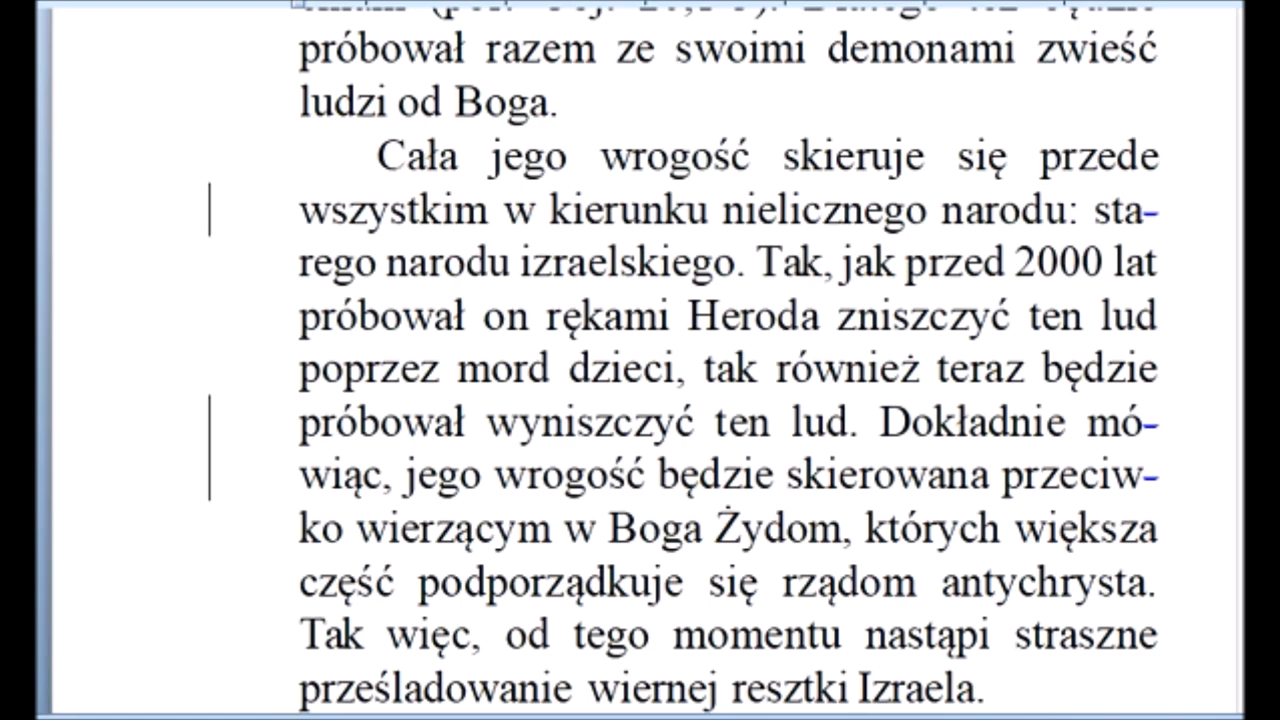 próbował razem ze swoimi demonami zwieść
ludzi od Boga.
Cała jego wrogość skieruje się przede
wszystkim w kierunku nielicznego narodu: sta-
rego narodu izraelskiego. Tak, jak przed 2000 lat
próbował on rękami Heroda zniszczyć ten lud
poprzez mord dzieci, tak również teraz będzie
próbował wyniszczyć ten lud. Dokładnie mó-
wiąc, jego wrogość będzie skierowana przeciw-
ko wierzącym w Boga Żydom, których większa
część podporządkuje się rządom antychrysta.
Tak więc, od tego momentu nastąpi straszne
prześladowanie wiernej resztki Izraela.